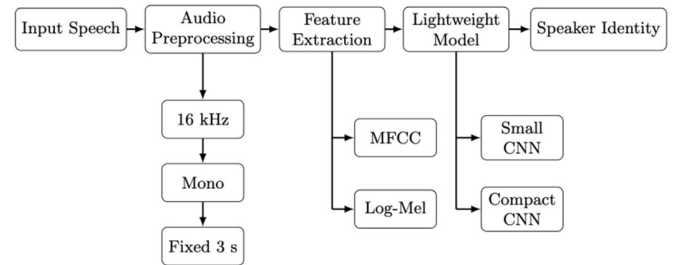 Input Speech
Audio
Preprocessing
Feature
Extraction
Lightweight
Model
Speaker Identity
16 kHz
Mono
Fixed 3 s
MFCC
Log-Mel
Small
CNN
Compact
CNN